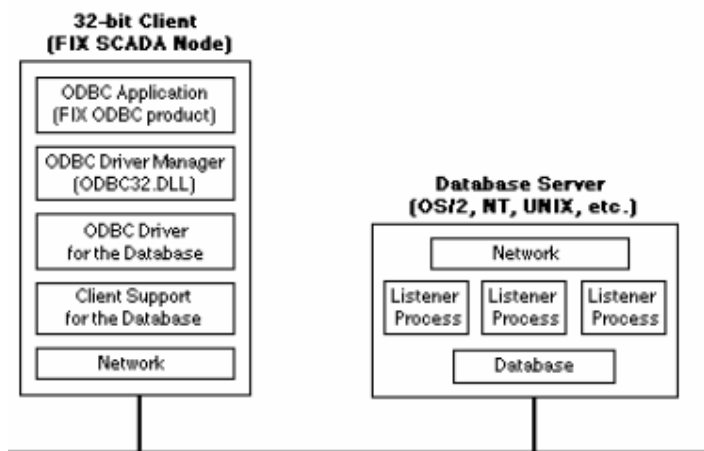 32-bit Client
(FIX SCADA Node)
ODBC Application
(FIX ODBC product)
ODBC Driver Manager
(ODBC32.DLL)
ODBC Driver
for the Database
Client Support
for the Database
Network
Database Server
(OS/2, NT, UNIX, etc.)
Network
Listener
Process
Listener
Process
Listener
Process
Database